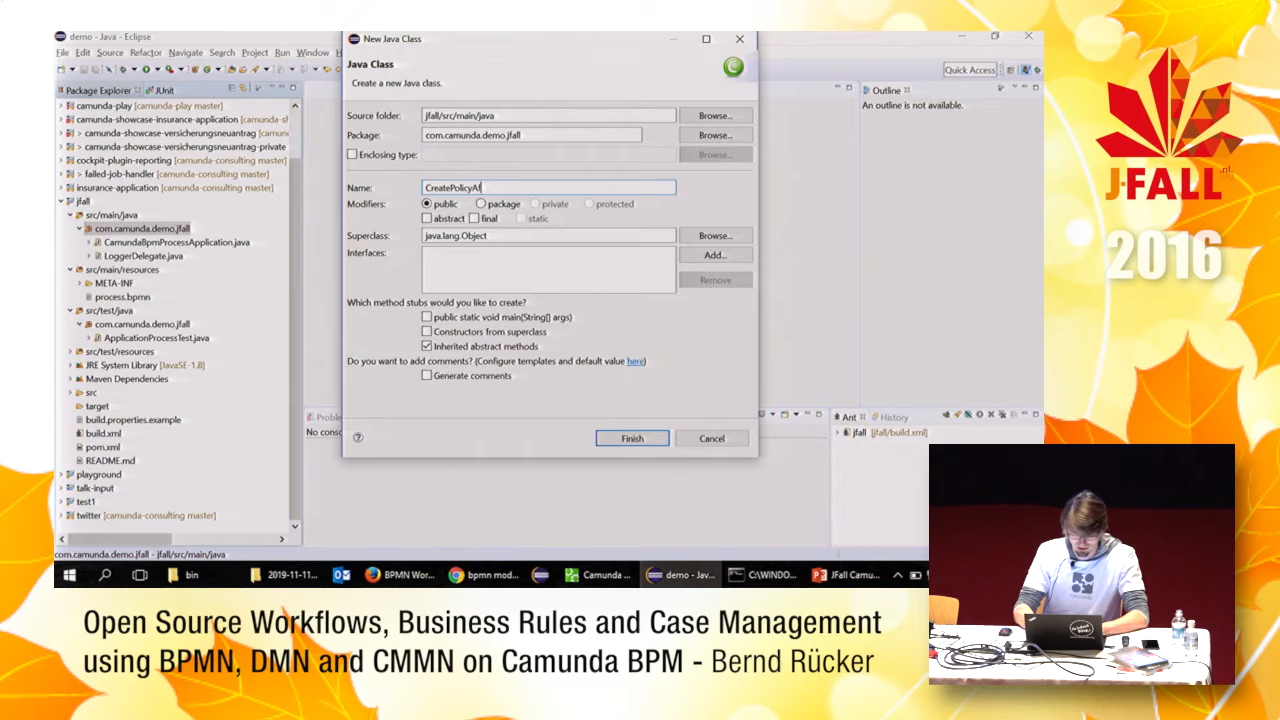 demo - Java - Eclipse
File Edit Source Refactor Navigate Search Project Run Window
Quick Access
Package Explorer JUnit
camunda-play [camunda-play master]
camunda-showcase-insurance-application [camunda-sh
> camunda-showcase-versicherungsneuantrag [camund
> camunda-showcase-versicherungsneuantrag-private
cockpit-plugin-reporting [camunda-consulting master]
> failed-job-handler [camunda-consulting master]
insurance-application [camunda-consulting master]
jfall
src/main/java
com.camunda.demo.jfall
CamundaBpmProcessApplication.java
LoggerDelegate.java
src/main/resources
META-INF
process.bpmn
src/test/java
com.camunda.demo.jfall
ApplicationProcessTest.java
src/test/resources
JRE System Library [JavaSE-1.8]
Maven Dependencies
src
target
build.properties.example
build.xml
pom.xml
README.md
playground
talk-input
test1
twitter [camunda-consulting master]
com.camunda.demo.jfall - jfall/src/main/java
New Java Class
Java Class
Create a new Java class.
Source folder: jfall/src/main/java Browse...
Package: com.camunda.demo.jfall Browse...
Enclosing type: Browse...
Name: CreatePolicyAf
Modifiers: public package private protected
abstract final static
Superclass: java.lang.Object Browse...
Interfaces: Add...
Remove
Which method stubs would you like to create?
public static void main(String[] args)
Constructors from superclass
Inherited abstract methods
Do you want to add comments? (Configure templates and default value here)
Generate comments
Finish Cancel
Outline
An outline is not available.
Proble
No conso
Ant History
jfall [jfall/build.xml]
bin 2019-11-11... BPMN Wor... bpmn mod... Camunda ... demo - Jav... C:\WINDO... JFall Camu...
J-FALL.nl
2016
camunda
Open Source Workflows, Business Rules and Case Management
using BPMN, DMN and CMMN on Camunda BPM - Bernd Rücker